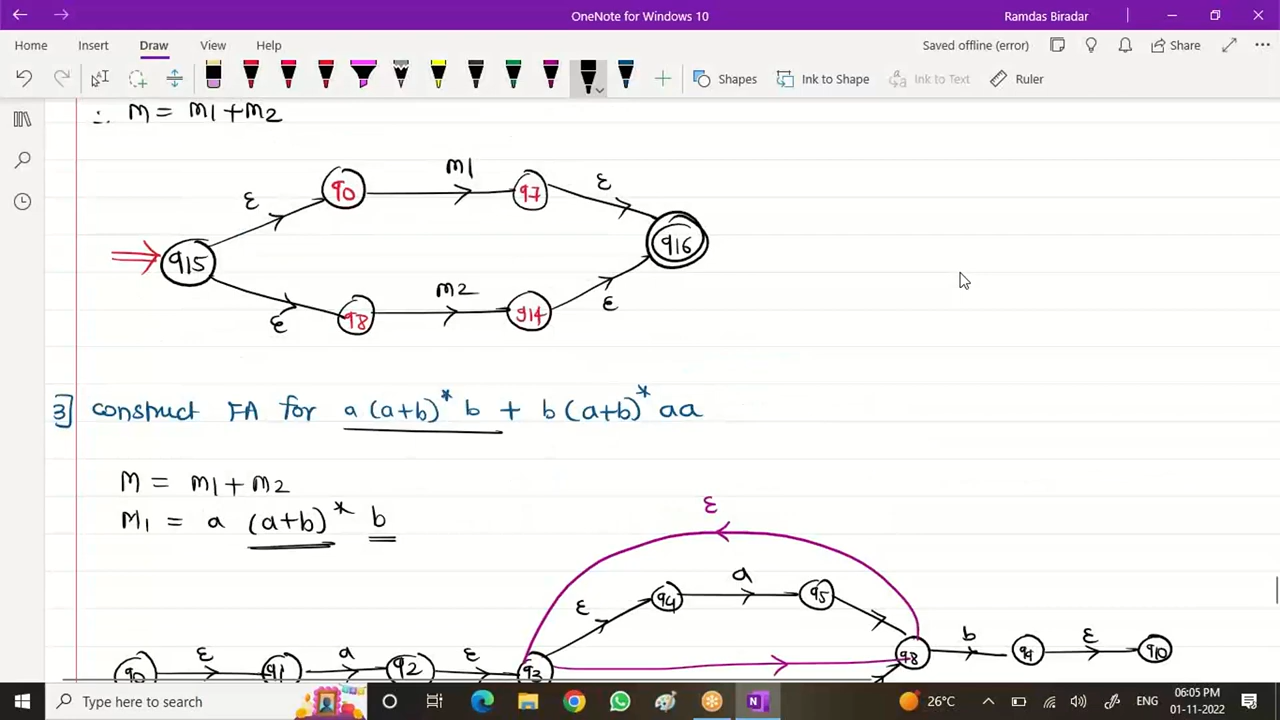 OneNote for Windows 10
Ramdas Biradar
Home Insert Draw View Help
Saved offline (error) Share
Shapes Ink to Shape Ink to Text Ruler
∴ M = M1+M2
ε q0 m1 q7 ε
q15 q16
ε q8 m2 q14 ε
3] construct FA for a (a+b)* b + b (a+b)* aa
M = M1+M2
M1 = a (a+b)* b
ε
ε q4 a q5
q0 ε q1 a q2 ε q3 q8 b q9 ε q10
Type here to search
26°C
ENG
06:05 PM
01-11-2022